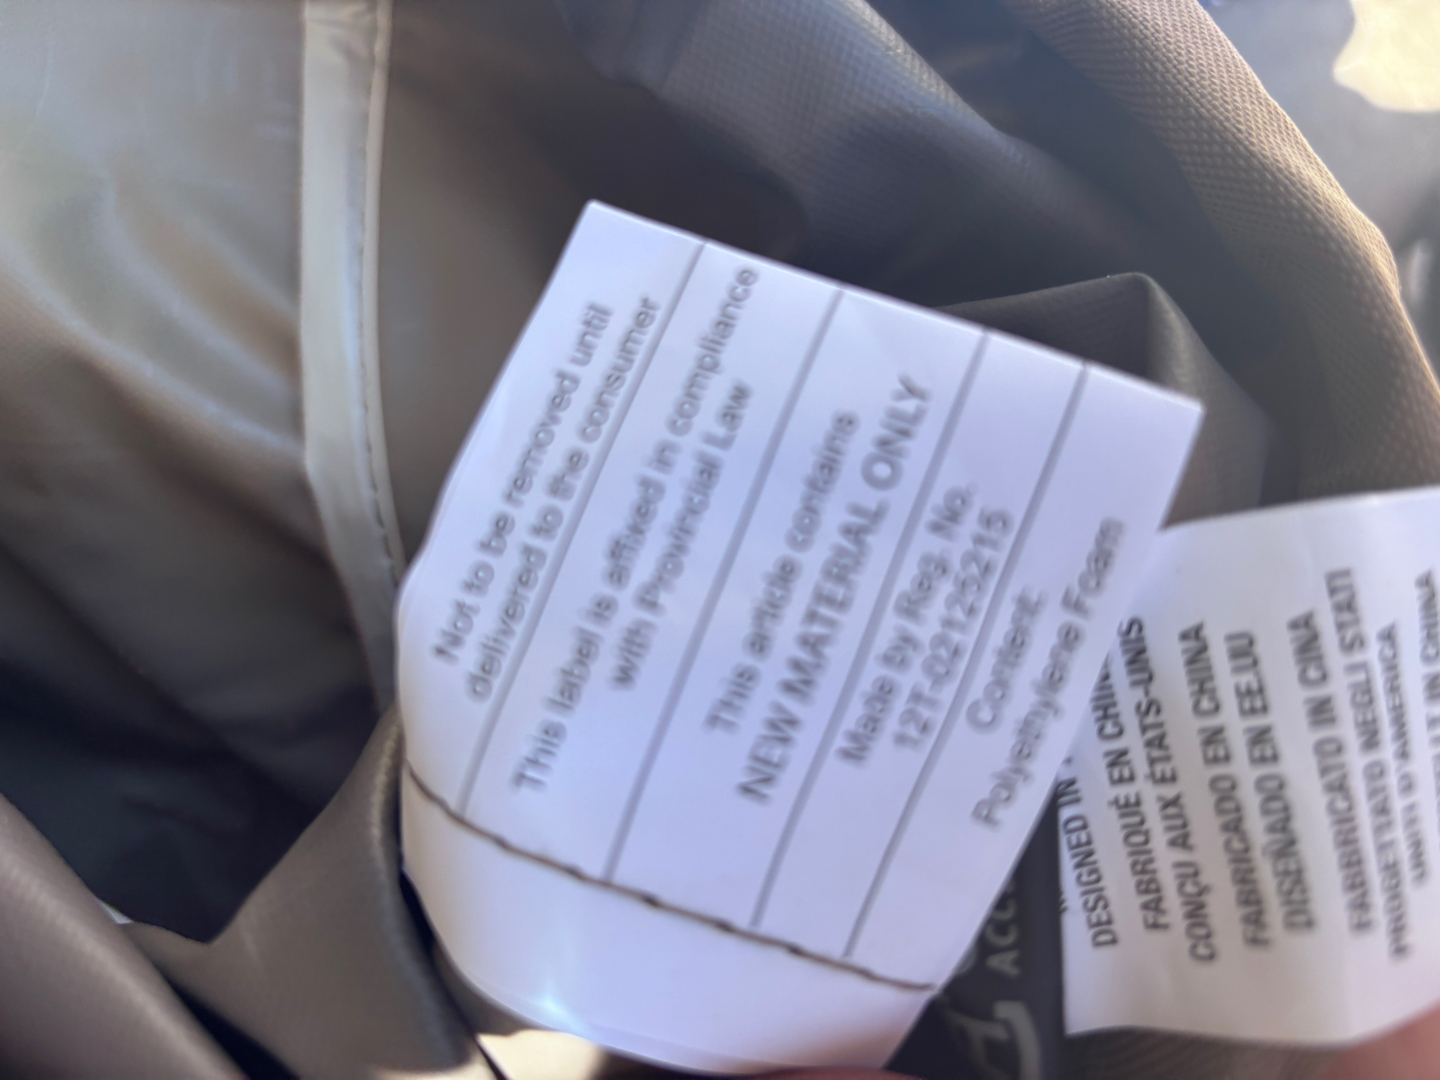 Not to be removed until
delivered to the consumer
This label is affixed in compliance
with Provincial Law
This article contains
NEW MATERIAL ONLY
Made by Reg. No.
12T-02125215
Content
Polyethylene Foam
DESIGNED IN
FABRIQUÉ EN CHINE
CONÇU AUX ÉTATS-UNIS
FABRICADO EN CHINA
DISEÑADO EN EE.UU
FABBRICATO IN CINA
PROGETTATO NEGLI STATI
UNITI D'AMERICA
IN CHINA
ACC